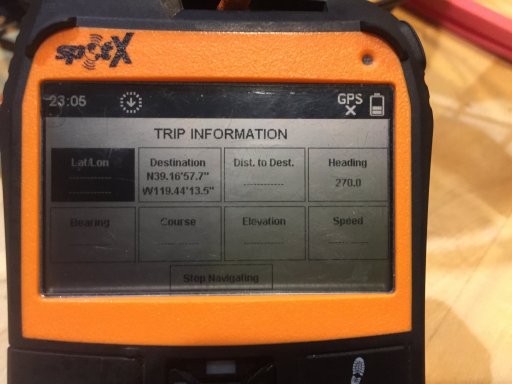 spot X
23:05 GPS X
TRIP INFORMATION
Lat/Lon Destination Dist. to Dest. Heading
------------ N39.16'57.7" ------------ 270.0
------------ W119.44'13.5"
Bearing Course Elevation Speed
------------ ------------ ------------ ------------
Stop Navigating